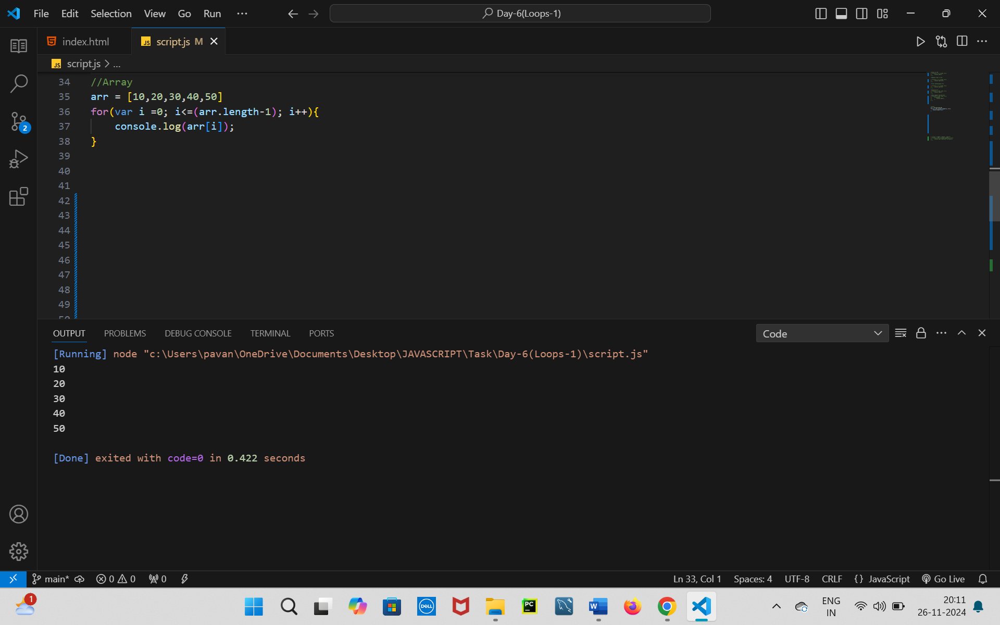 File Edit Selection View Go Run ··· Day-6(Loops-1)
index.html
script.js M
script.js > ...
34 //Array
35 arr = [10,20,30,40,50]
36 for(var i =0; i<=(arr.length-1); i++){
37 console.log(arr[i]);
38 }
39
40
41
42
43
44
45
46
47
48
49
2
OUTPUT PROBLEMS DEBUG CONSOLE TERMINAL PORTS Code
[Running] node "c:\Users\pavan\OneDrive\Documents\Desktop\JAVASCRIPT\Task\Day-6(Loops-1)\script.js"
10
20
30
40
50
[Done] exited with code=0 in 0.422 seconds
main* 0 0 0 Ln 33, Col 1 Spaces: 4 UTF-8 CRLF {} JavaScript Go Live
1
DELL
PC
W
ENG
IN
20:11
26-11-2024